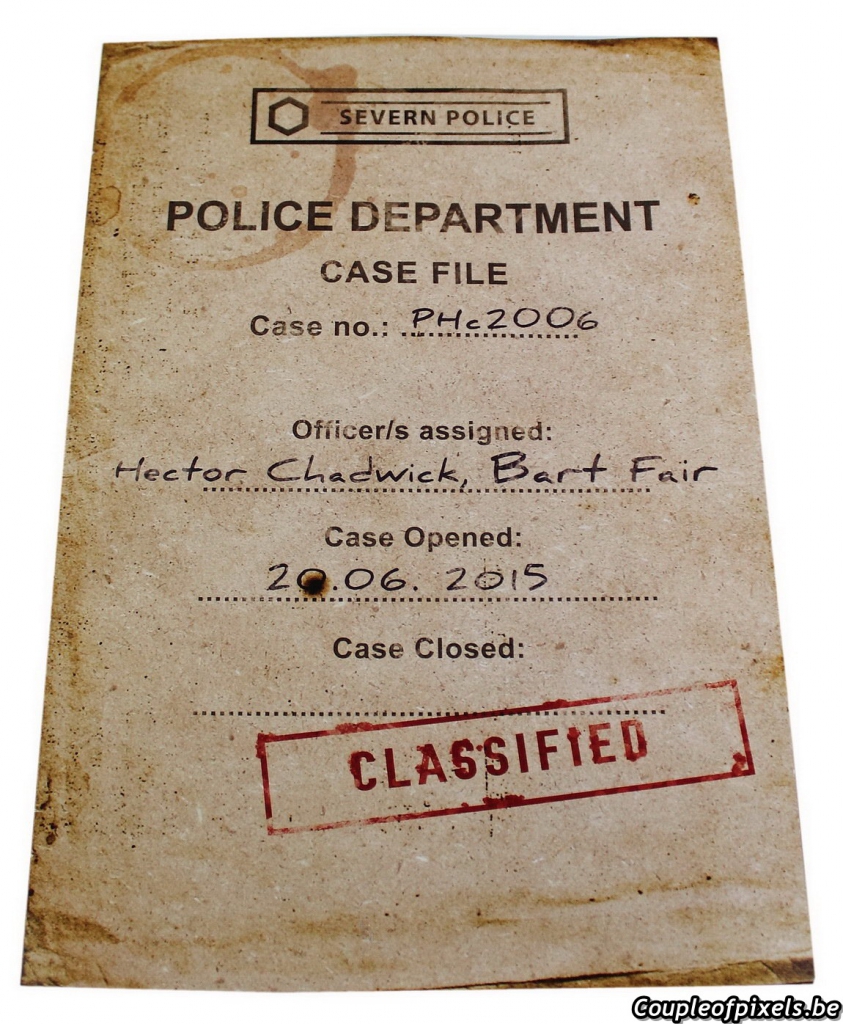 SEVERN POLICE
POLICE DEPARTMENT
CASE FILE
Case no.: PHc2006
Officer/s assigned:
Hector Chadwick, Bart Fair
Case Opened:
20.06. 2015
Case Closed:
CLASSIFIED
Coupleofpixels.be